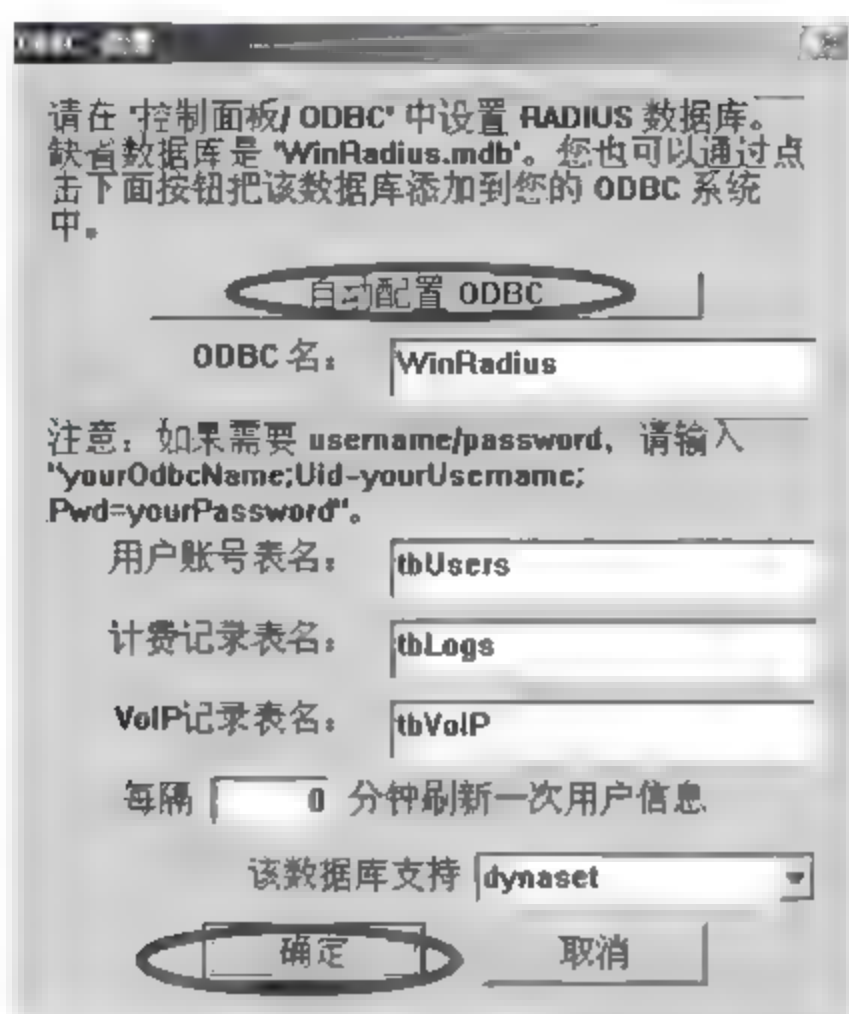 ODBC
请在 '控制面板/ ODBC' 中设置 RADIUS 数据库。
缺省数据库是 'WinRadius.mdb'。您也可以通过点
击下面按钮把该数据库添加到您的 ODBC 系统
中。
自动配置 ODBC
ODBC 名： WinRadius
注意：如果需要 username/password, 请输入
"yourOdbcName;Uid=yourUsername;
Pwd=yourPassword"。
用户账号表名： tbUsers
计费记录表名： tbLogs
VoIP记录表名： tbVoIP
每隔 0 分钟刷新一次用户信息
该数据库支持 dynaset
确定 取消